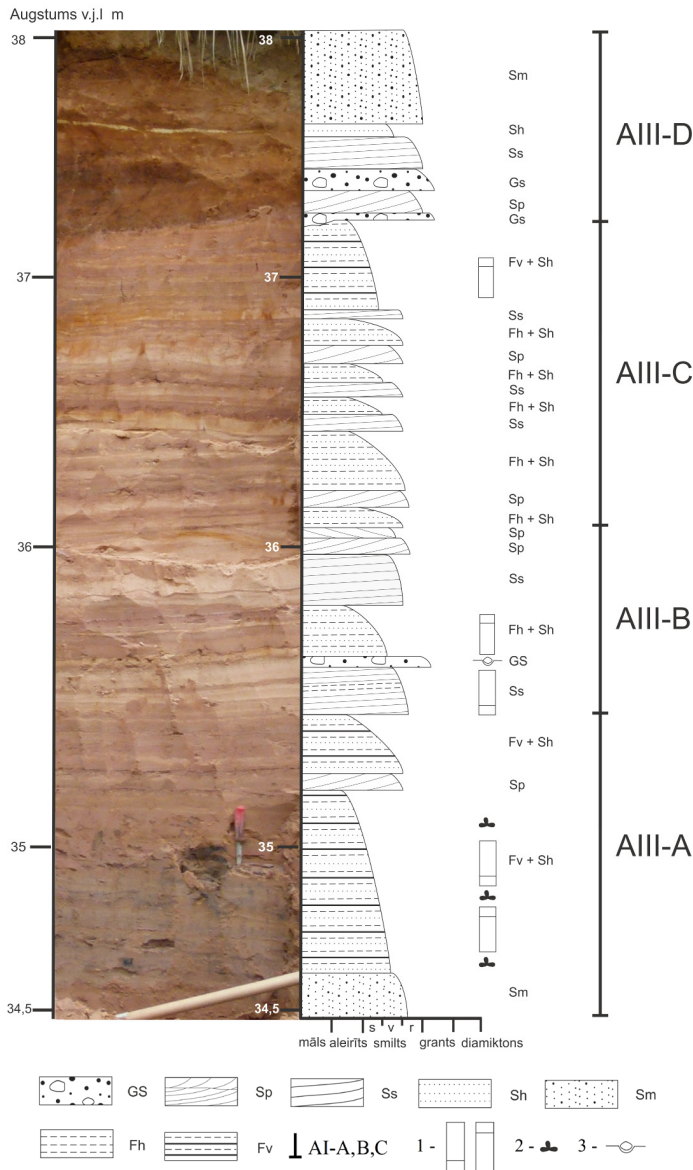 Augstums v.j.l m
38
38
Sm
Sh
Ss
AIII-D
Gs
Sp
Gs
Fv + Sh
37
37
Ss
Fh + Sh
Sp
Fh + Sh
AIII-C
Ss
Fh + Sh
Ss
Fh + Sh
Sp
Fh + Sh
Sp
36
36
Sp
Ss
AIII-B
Fh + Sh
GS
Ss
Fv + Sh
Sp
35
35
Fv + Sh
AIII-A
Sm
34,5
34,5
s v r
māls aleirīts smilts grants diamiktons
GS Sp Ss Sh Sm
Fh Fv AI-A,B,C 1 - 2 - 3 -